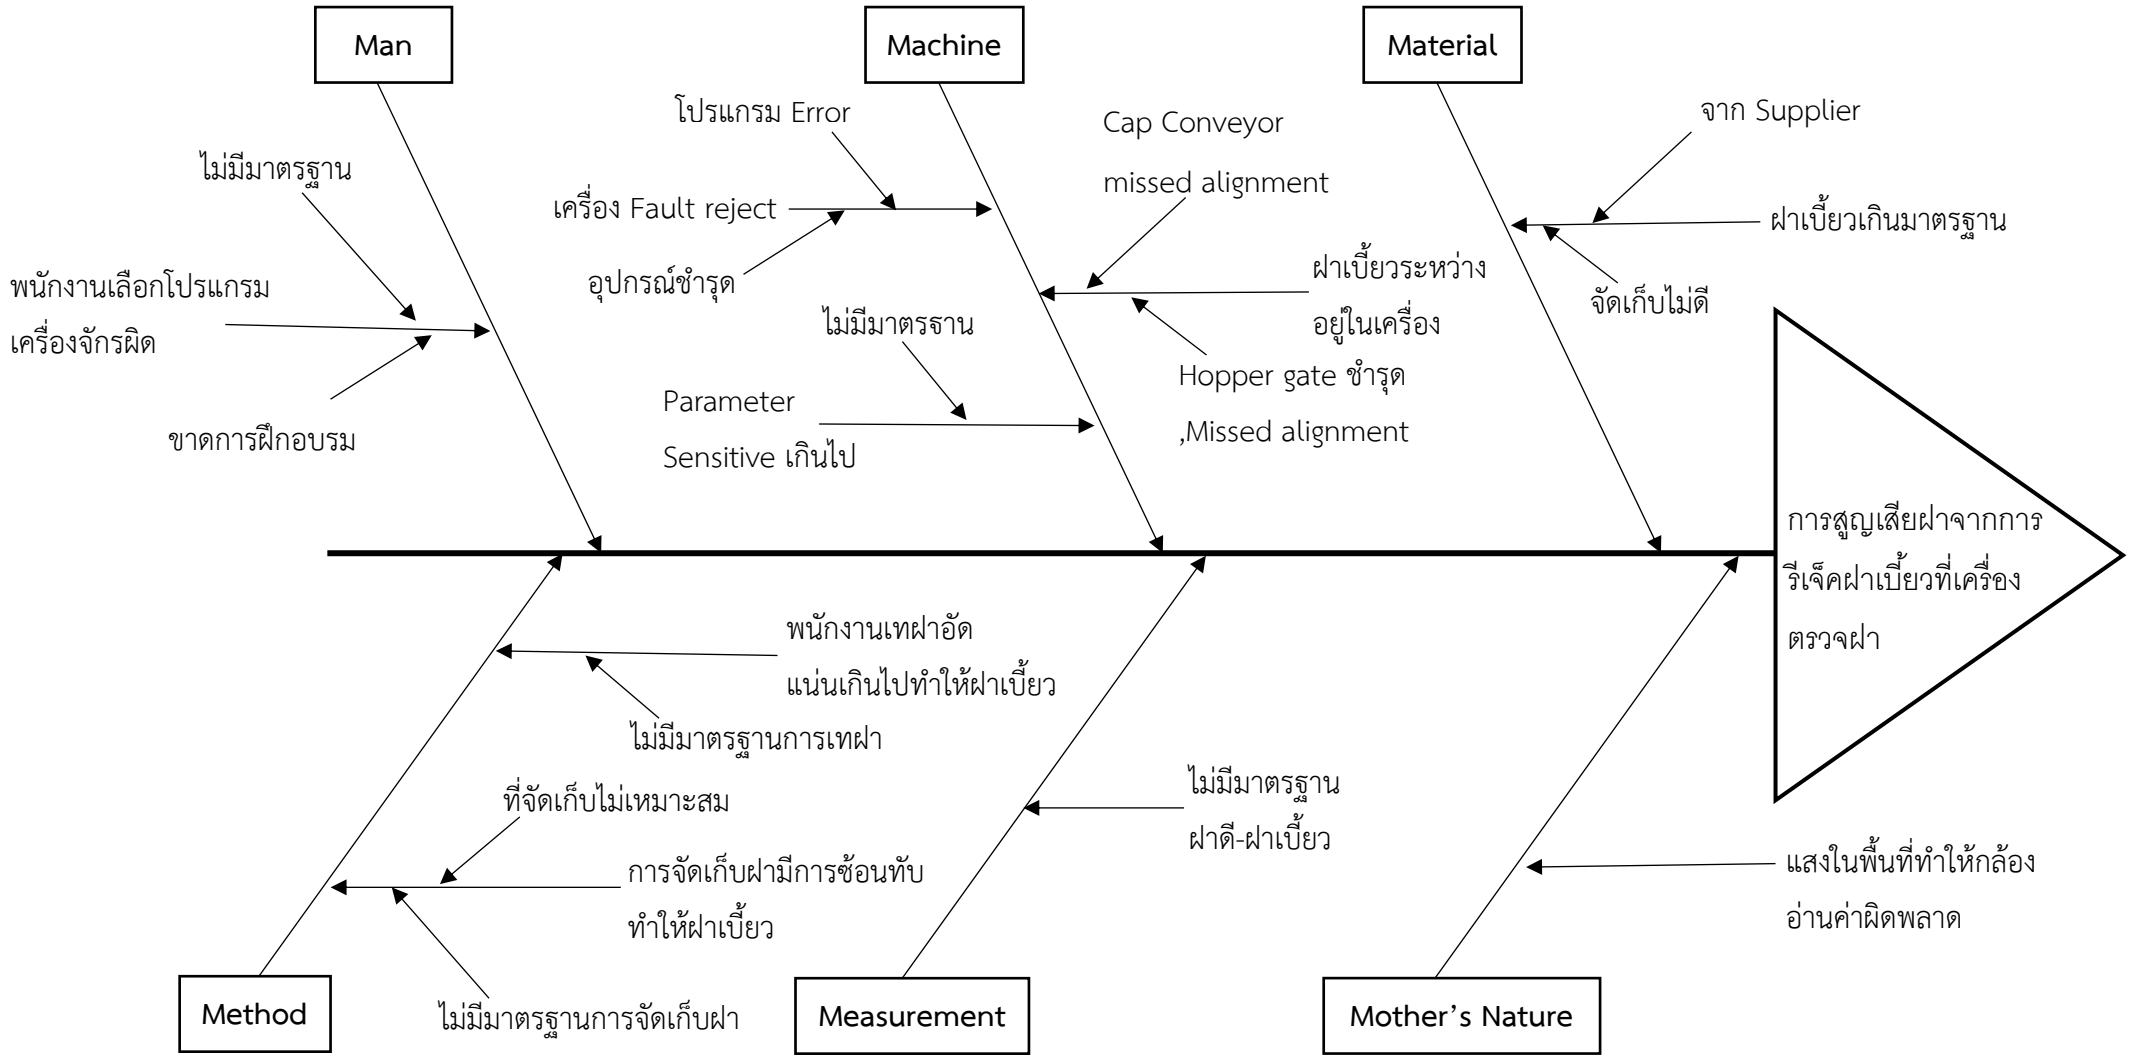 Man
Machine
Material
โปรแกรม Error
Cap Conveyor
missed alignment
จาก Supplier
ไม่มีมาตรฐาน
เครื่อง Fault reject
ฝาเบี้ยวเกินมาตรฐาน
อุปกรณ์ชำรุด
ฝาเบี้ยวระหว่าง
อยู่ในเครื่อง
จัดเก็บไม่ดี
พนักงานเลือกโปรแกรม
เครื่องจักรผิด
ไม่มีมาตรฐาน
Hopper gate ชำรุด
,Missed alignment
Parameter
Sensitive เกินไป
ขาดการฝึกอบรม
การสูญเสียฝาจากการ
รีเจ็คฝาเบี้ยวที่เครื่อง
ตรวจฝา
พนักงานเทฝาอัด
แน่นเกินไปทำให้ฝาเบี้ยว
ไม่มีมาตรฐานการเทฝา
ที่จัดเก็บไม่เหมาะสม
ไม่มีมาตรฐาน
ฝาดี-ฝาเบี้ยว
การจัดเก็บฝามีการซ้อนทับ
ทำให้ฝาเบี้ยว
แสงในพื้นที่ทำให้กล้อง
อ่านค่าผิดพลาด
ไม่มีมาตรฐานการจัดเก็บฝา
Method
Measurement
Mother’s Nature